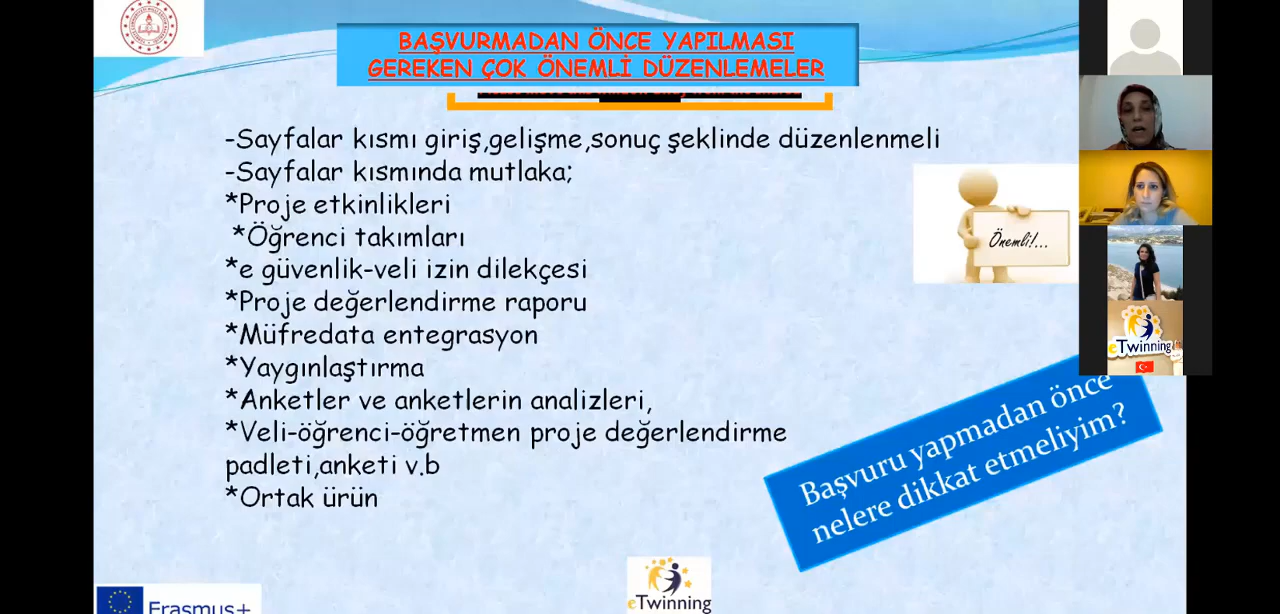 BAŞVURMADAN ÖNCE YAPILMASI
GEREKEN ÇOK ÖNEMLİ DÜZENLEMELER
-Sayfalar kısmı giriş,gelişme,sonuç şeklinde düzenlenmeli
-Sayfalar kısmında mutlaka;
*Proje etkinlikleri
*Öğrenci takımları
*e güvenlik-veli izin dilekçesi
*Proje değerlendirme raporu
*Müfredata entegrasyon
*Yaygınlaştırma
*Anketler ve anketlerin analizleri,
*Veli-öğrenci-öğretmen proje değerlendirme
padleti,anketi v.b
*Ortak ürün
Önemli!...
Başvuru yapmadan önce
nelere dikkat etmeliyim?
eTwinning
eTwinning
Erasmus+